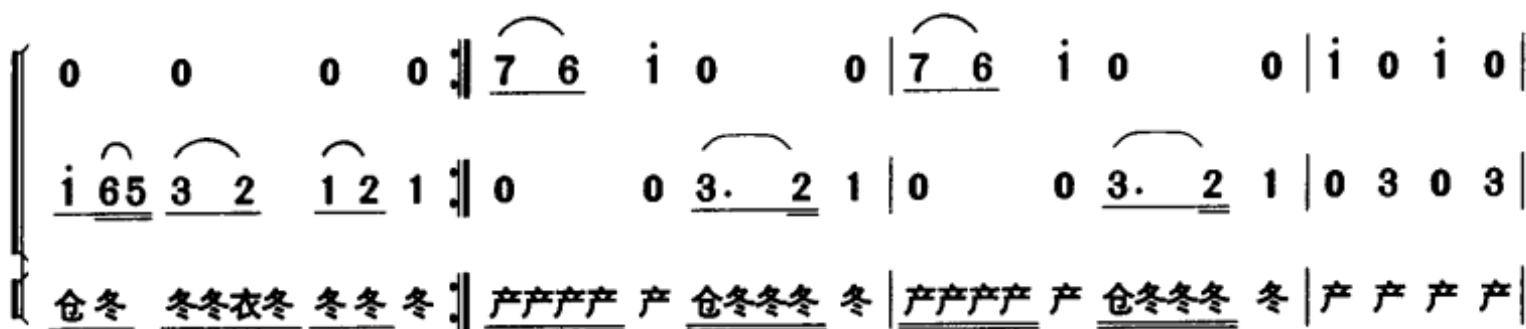 0 0 0 0 7 6 i 0 0 7 6 i 0 0 i 0 i 0
i 65 3 2 1 2 1 0 0 3. 2 1 0 0 3. 2 1 0 3 0 3
仓冬 冬冬衣冬 冬冬 冬 产产产产 产 仓冬冬冬 冬 产产产产 产 仓冬冬冬 冬 产 产 产 产